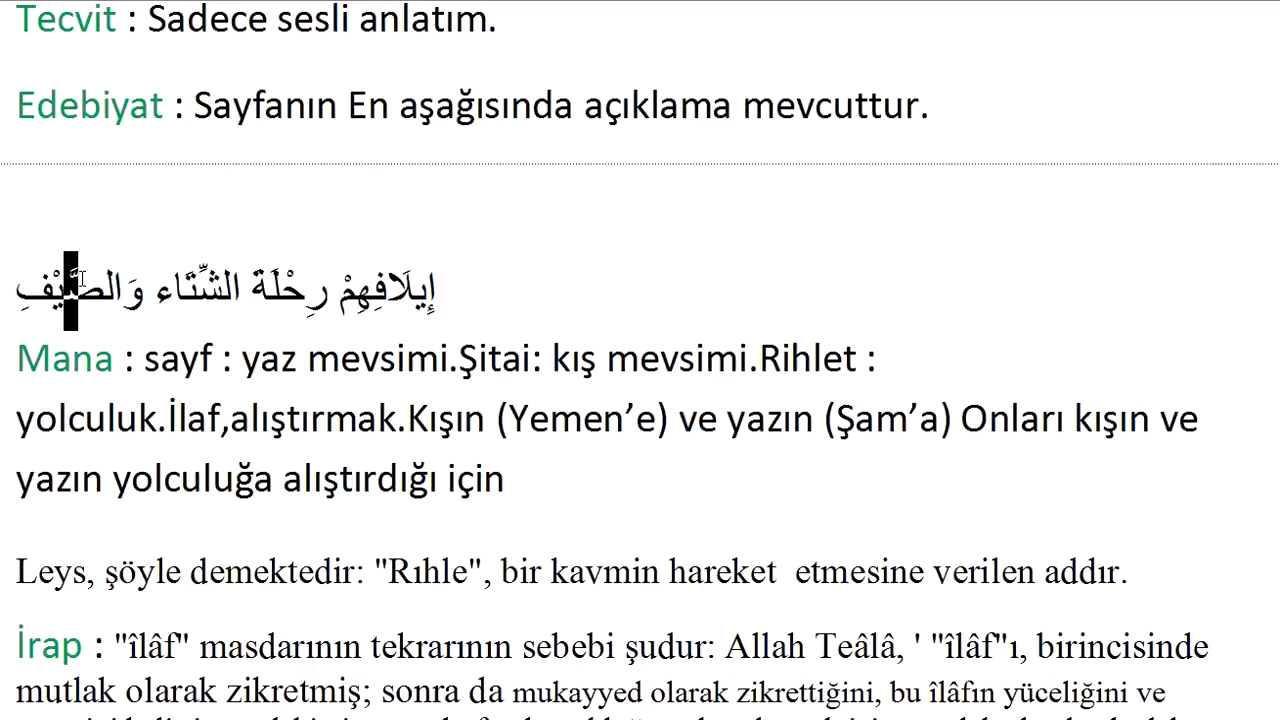 Tecvit : Sadece sesli anlatım.
Edebiyat : Sayfanın En aşağısında açıklama mevcuttur.
إِيلَافِهِمْ رِحْلَةَ الشِّتَاء وَالصَّيْفِ
Mana : sayf : yaz mevsimi.Şitai: kış mevsimi.Rihlet :
yolculuk.İlaf,alıştırmak.Kışın (Yemen’e) ve yazın (Şam’a) Onları kışın ve
yazın yolculuğa alıştırdığı için
Leys, şöyle demektedir: "Rıhle", bir kavmin hareket etmesine verilen addır.
İrap : "îlâf" masdarının tekrarının sebebi şudur: Allah Teâlâ, ' "îlâf"ı, birincisinde
mutlak olarak zikretmiş; sonra da mukayyed olarak zikrettiğini, bu îlâfın yüceliğini ve